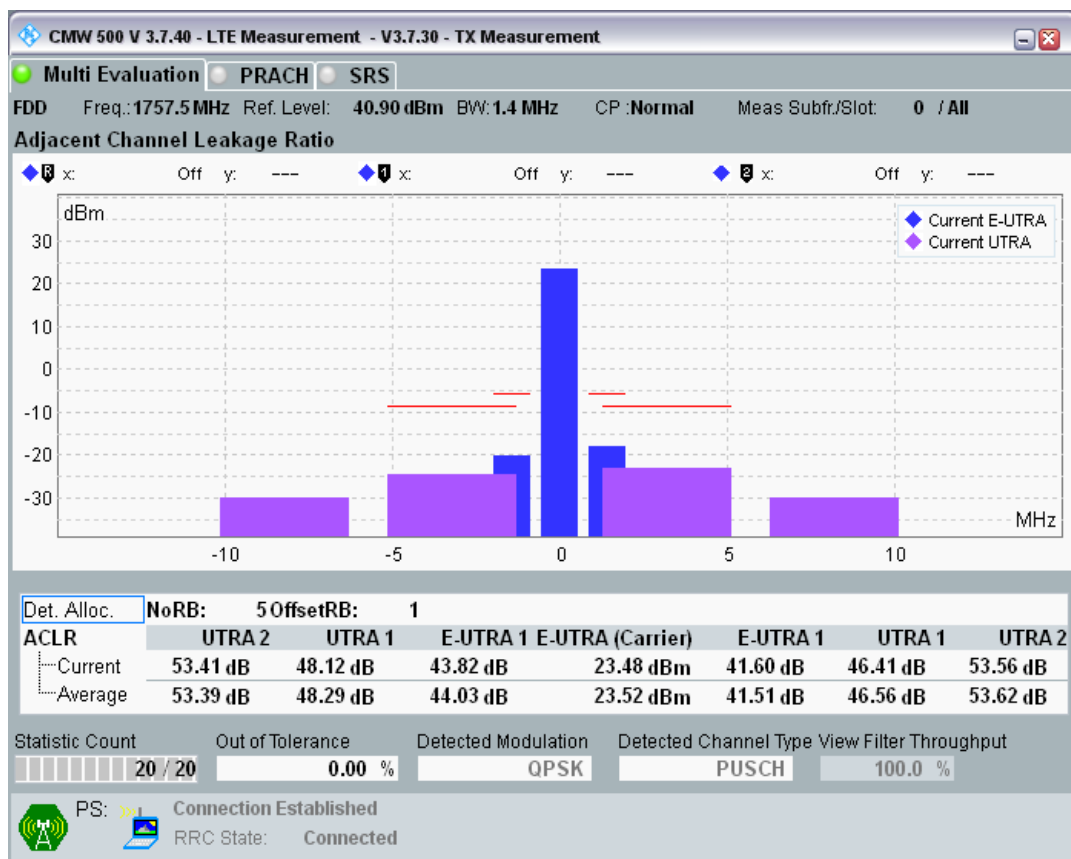 CMW 500 V 3.7.40 - LTE Measurement - V3.7.30 - TX Measurement
Multi Evaluation PRACH SRS
FDD Freq.: 1757.5 MHz Ref. Level: 40.90 dBm BW: 1.4 MHz CP :Normal Meas Subfr./Slot: 0 / All
Adjacent Channel Leakage Ratio
R x: Off y: --- 1 x: Off y: --- 2 x: Off y: ---
dBm
Current E-UTRA
Current UTRA
30
20
10
0
-10
-20
-30
MHz
-10 -5 0 5 10
Det. Alloc. NoRB: 5 OffsetRB: 1
ACLR UTRA 2 UTRA 1 E-UTRA 1 E-UTRA (Carrier) E-UTRA 1 UTRA 1 UTRA 2
Current 53.41 dB 48.12 dB 43.82 dB 23.48 dBm 41.60 dB 46.41 dB 53.56 dB
Average 53.39 dB 48.29 dB 44.03 dB 23.52 dBm 41.51 dB 46.56 dB 53.62 dB
Statistic Count Out of Tolerance Detected Modulation Detected Channel Type View Filter Throughput
20 / 20 0.00 % QPSK PUSCH 100.0 %
PS: Connection Established
RRC State: Connected